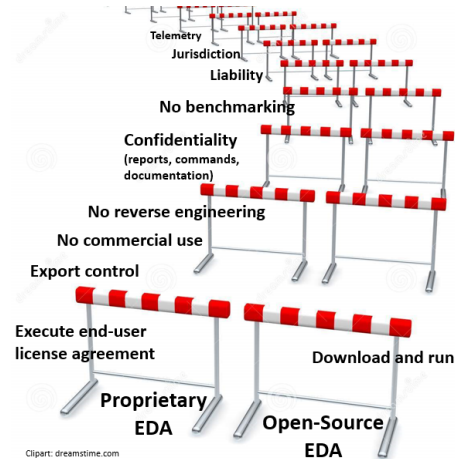 Telemetry
Jurisdiction
Liability
No benchmarking
Confidentiality
(reports, commands,
documentation)
No reverse engineering
No commercial use
Export control
Execute end-user
license agreement
Download and run
Proprietary
EDA
Open-Source
EDA
Clipart: dreamstime.com